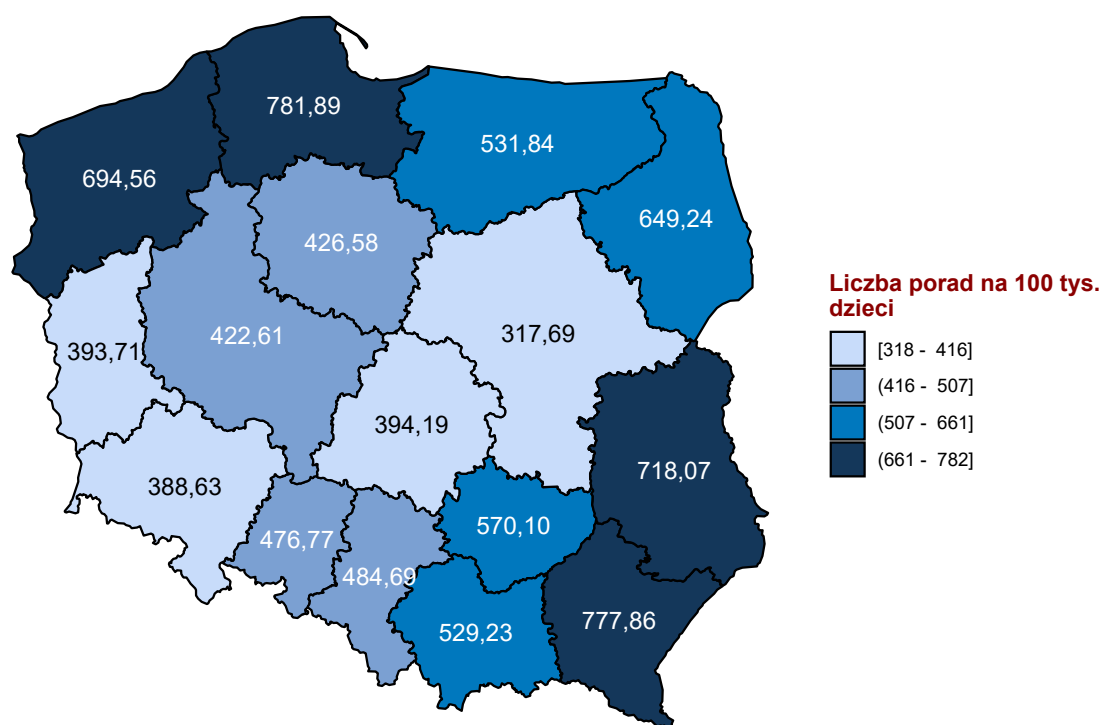 781,89
531,84
694,56
649,24
426,58
422,61
317,69
393,71
394,19
388,63
718,07
570,10
476,77
484,69
777,86
529,23
Liczba porad na 100 tys.
dzieci
[318 - 416]
(416 - 507]
(507 - 661]
(661 - 782]